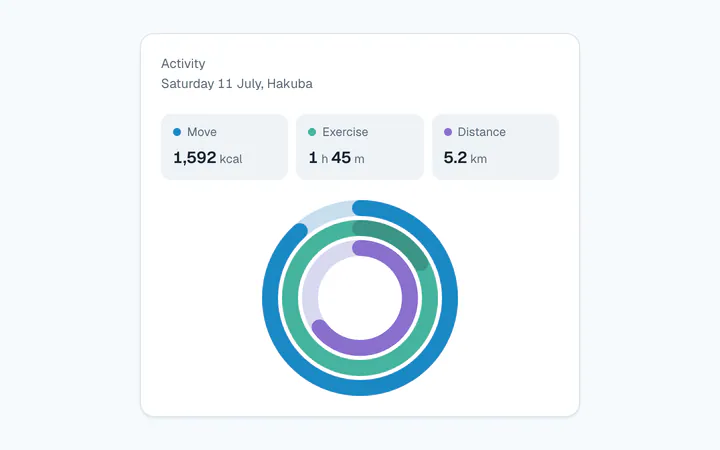 Activity
Saturday 11 July, Hakuba
Move
1,592 kcal
Exercise
1 h 45 m
Distance
5.2 km